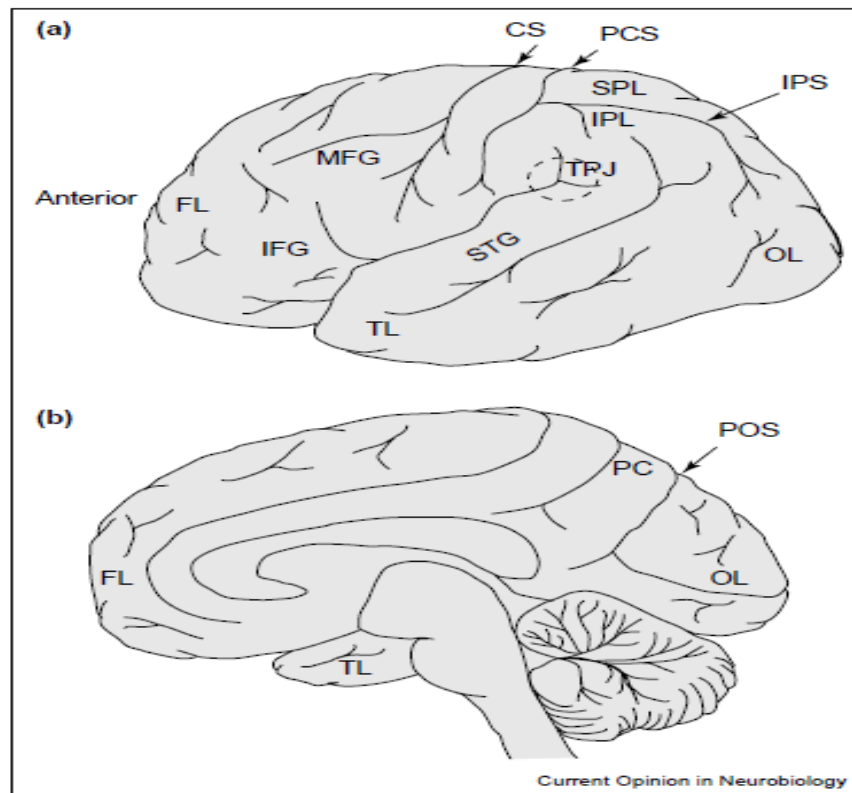 (a)
CS
PCS
SPL
IPS
IPL
MFG
TPJ
Anterior
FL
IFG
STG
OL
TL
(b)
POS
PC
FL
OL
TL
Current Opinion in Neurobiology